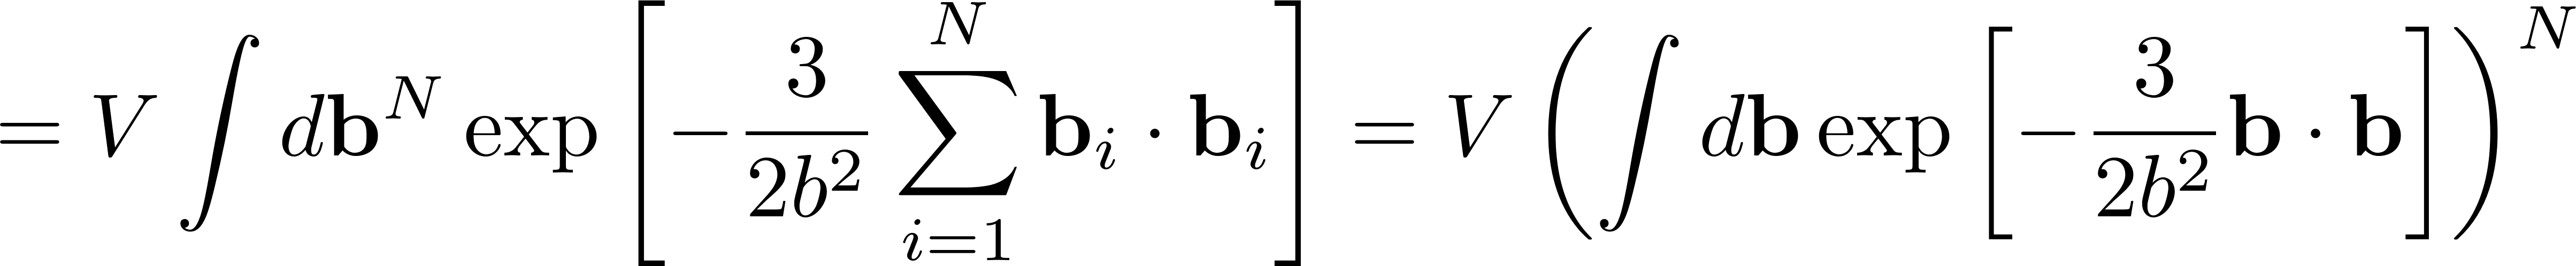 $= V \int d\mathbf{b}^N \exp \left[ -\frac{3}{2b^2} \sum_{i=1}^{N} \mathbf{b}_i \cdot \mathbf{b}_i \right] = V \left( \int d\mathbf{b} \exp \left[ -\frac{3}{2b^2} \mathbf{b} \cdot \mathbf{b} \right] \right)^N$